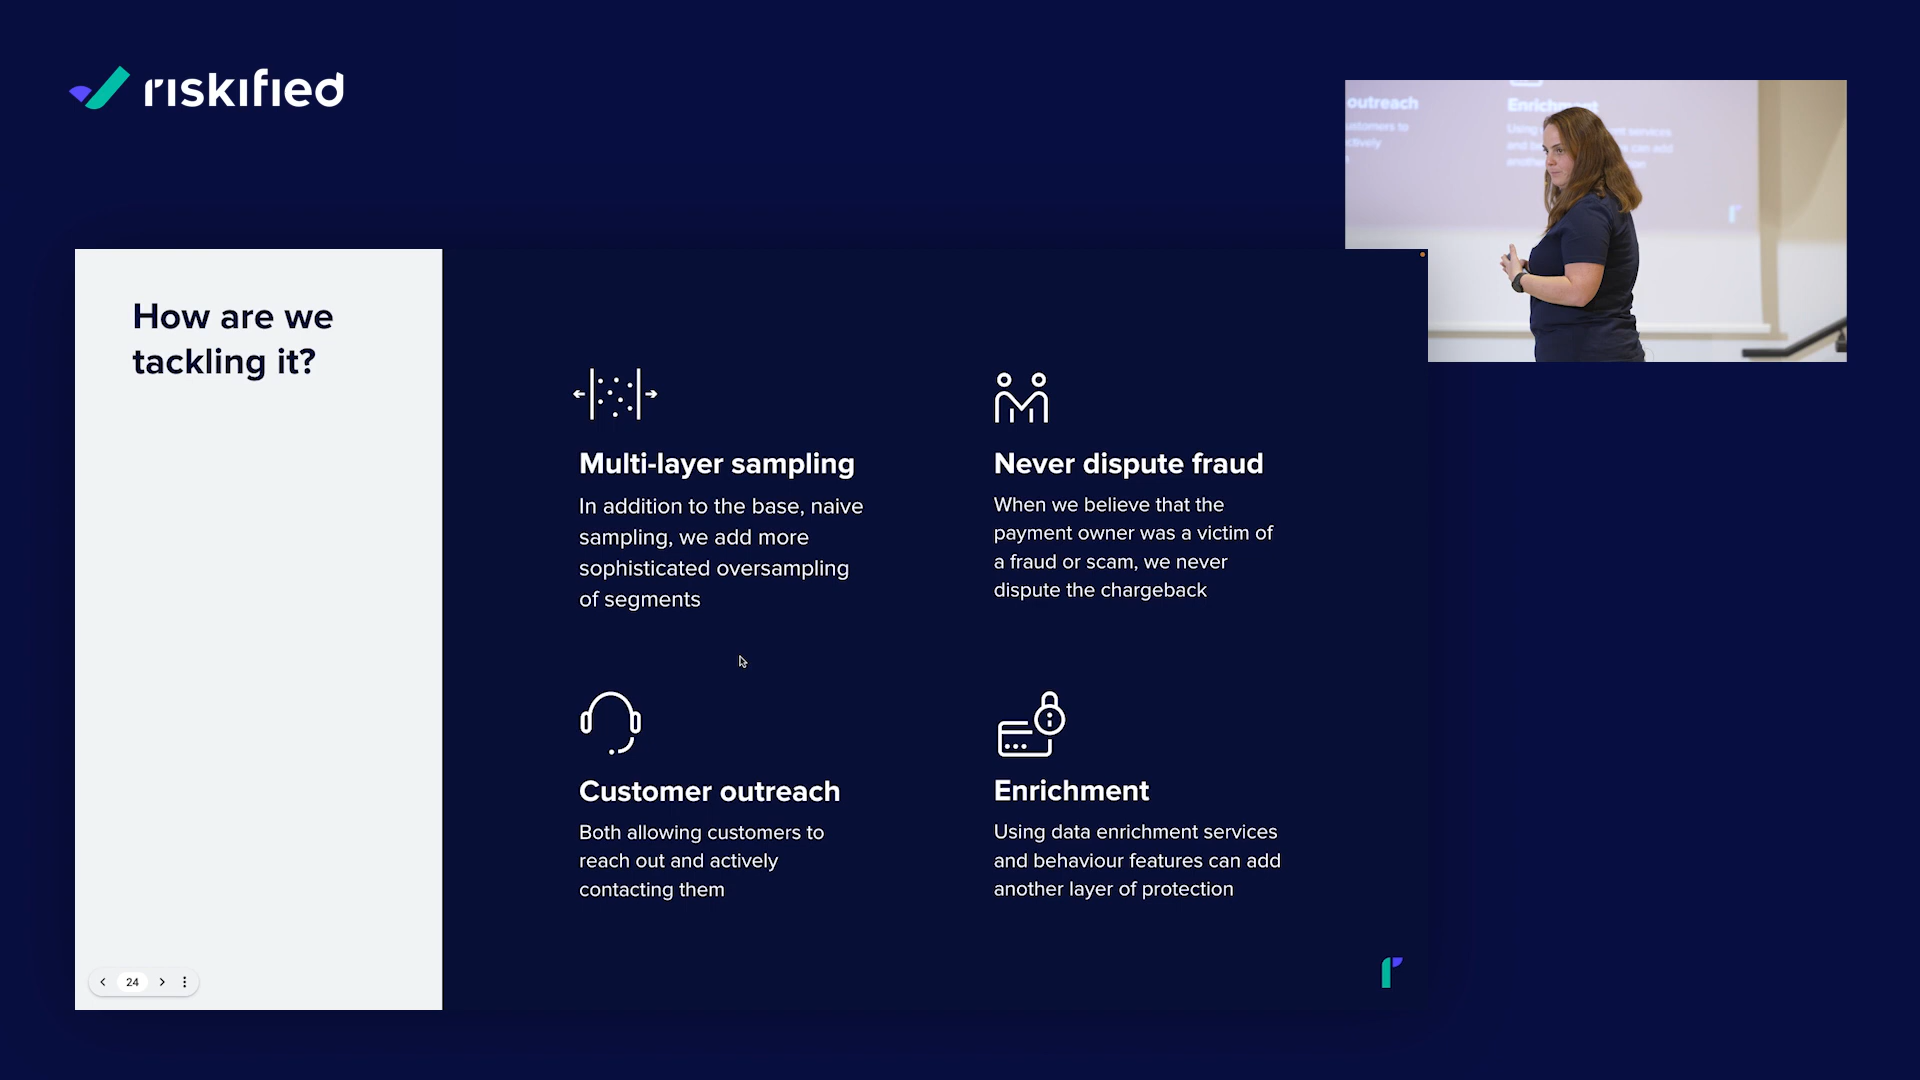 riskified
outreach
Enrichment
How are we
tackling it?
Multi-layer sampling
In addition to the base, naive
sampling, we add more
sophisticated oversampling
of segments
Never dispute fraud
When we believe that the
payment owner was a victim of
a fraud or scam, we never
dispute the chargeback
Customer outreach
Both allowing customers to
reach out and actively
contacting them
Enrichment
Using data enrichment services
and behaviour features can add
another layer of protection
24